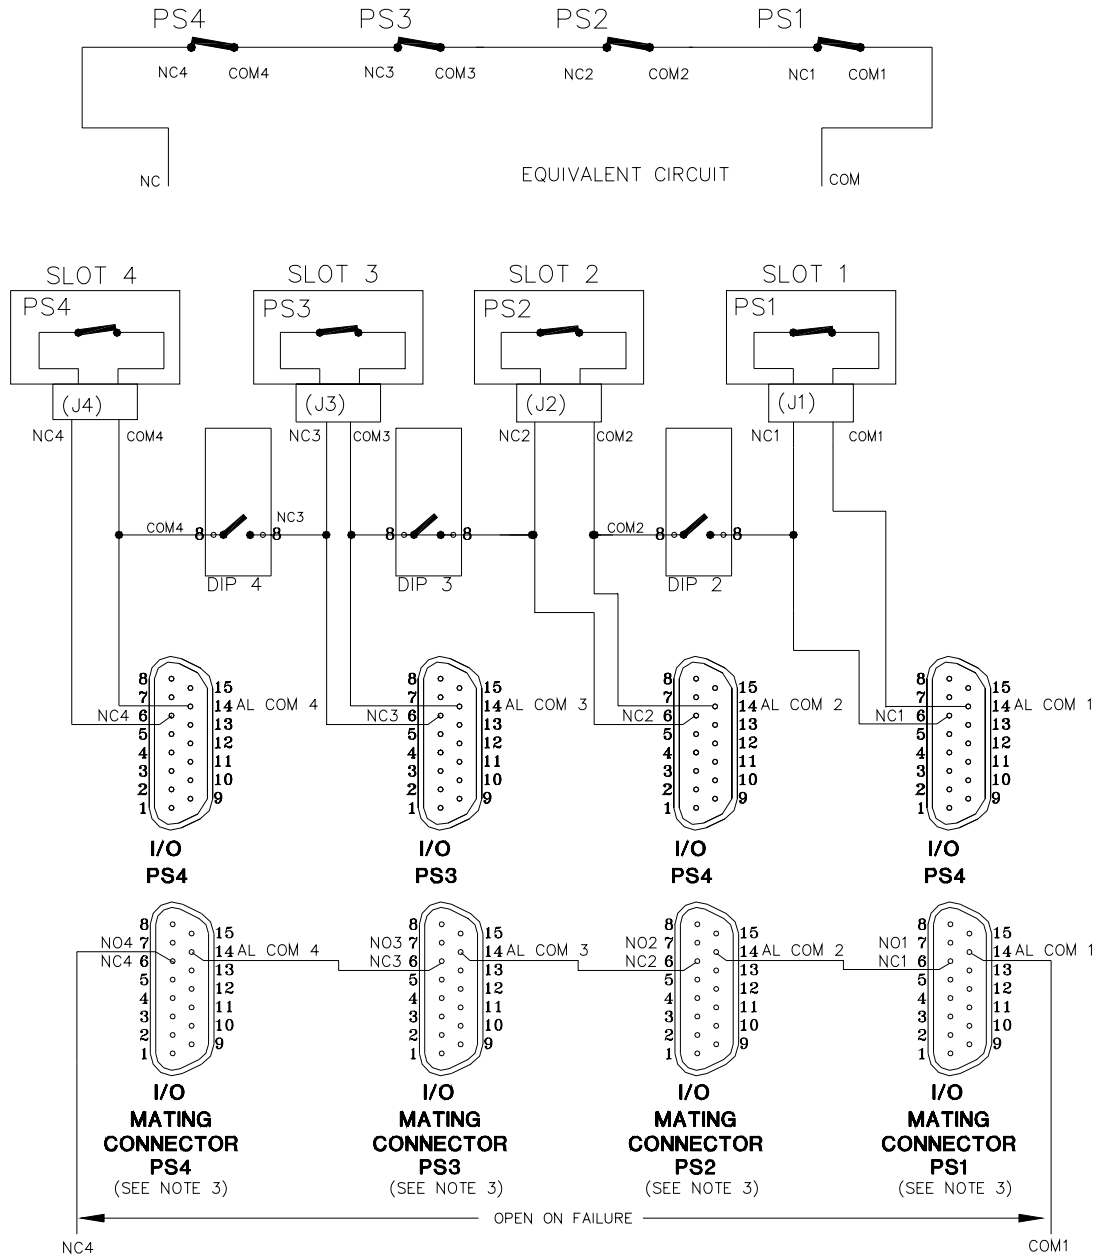 PS4 PS3 PS2 PS1
NC4 COM4 NC3 COM3 NC2 COM2 NC1 COM1
NC EQUIVALENT CIRCUIT COM
SLOT 4 SLOT 3 SLOT 2 SLOT 1
PS4 PS3 PS2 PS1
(J4) (J3) (J2) (J1)
NC4 COM4 NC3 COM3 NC2 COM2 NC1 COM1
COM4 8 8 NC3 8 8 COM2 8 8
DIP 4 DIP 3 DIP 2
8 7 6 5 4 3 2 1 15 14 13 12 11 10 9
NC4 AL COM 4
8 7 6 5 4 3 2 1 15 14 13 12 11 10 9
NC3 AL COM 3
8 7 6 5 4 3 2 1 15 14 13 12 11 10 9
NC2 AL COM 2
8 7 6 5 4 3 2 1 15 14 13 12 11 10 9
NC1 AL COM 1
I/O I/O I/O I/O
PS4 PS3 PS4 PS4
8 7 6 5 4 3 2 1 15 14 13 12 11 10 9
NO4 NC4 AL COM 4
8 7 6 5 4 3 2 1 15 14 13 12 11 10 9
NO3 NC3 AL COM 3
8 7 6 5 4 3 2 1 15 14 13 12 11 10 9
NO2 NC2 AL COM 2
8 7 6 5 4 3 2 1 15 14 13 12 11 10 9
NO1 NC1 AL COM 1
I/O I/O I/O I/O
MATING MATING MATING MATING
CONNECTOR CONNECTOR CONNECTOR CONNECTOR
PS4 PS3 PS2 PS1
(SEE NOTE 3) (SEE NOTE 3) (SEE NOTE 3) (SEE NOTE 3)
OPEN ON FAILURE
NC4 COM1